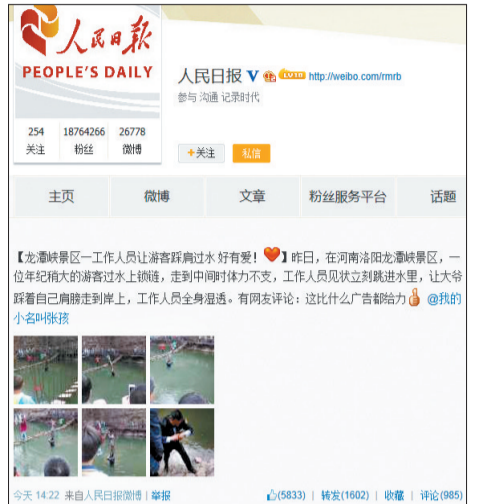 人民日报
PEOPLE'S DAILY
人民日报 V LV10 http://weibo.com/rmrb
参与 沟通 记录时代
254 18764266 26778
关注 粉丝 微博
+关注 私信
主页 微博 文章 粉丝服务平台 话题
【龙潭峡景区一工作人员让游客踩肩过水 好有爱！❤】昨日，在河南洛阳龙潭峡景区，一
位年纪稍大的游客过水上锁链，走到中间时体力不支，工作人员见状立刻跳进水里，让大爷
踩着自己肩膀走到岸上，工作人员全身湿透。有网友评论：这比什么广告都给力👍 @我的
小名叫张孩
今天 14:22 来自人民日报微博 | 举报 (5833) | 转发(1602) | 收藏 | 评论(985)